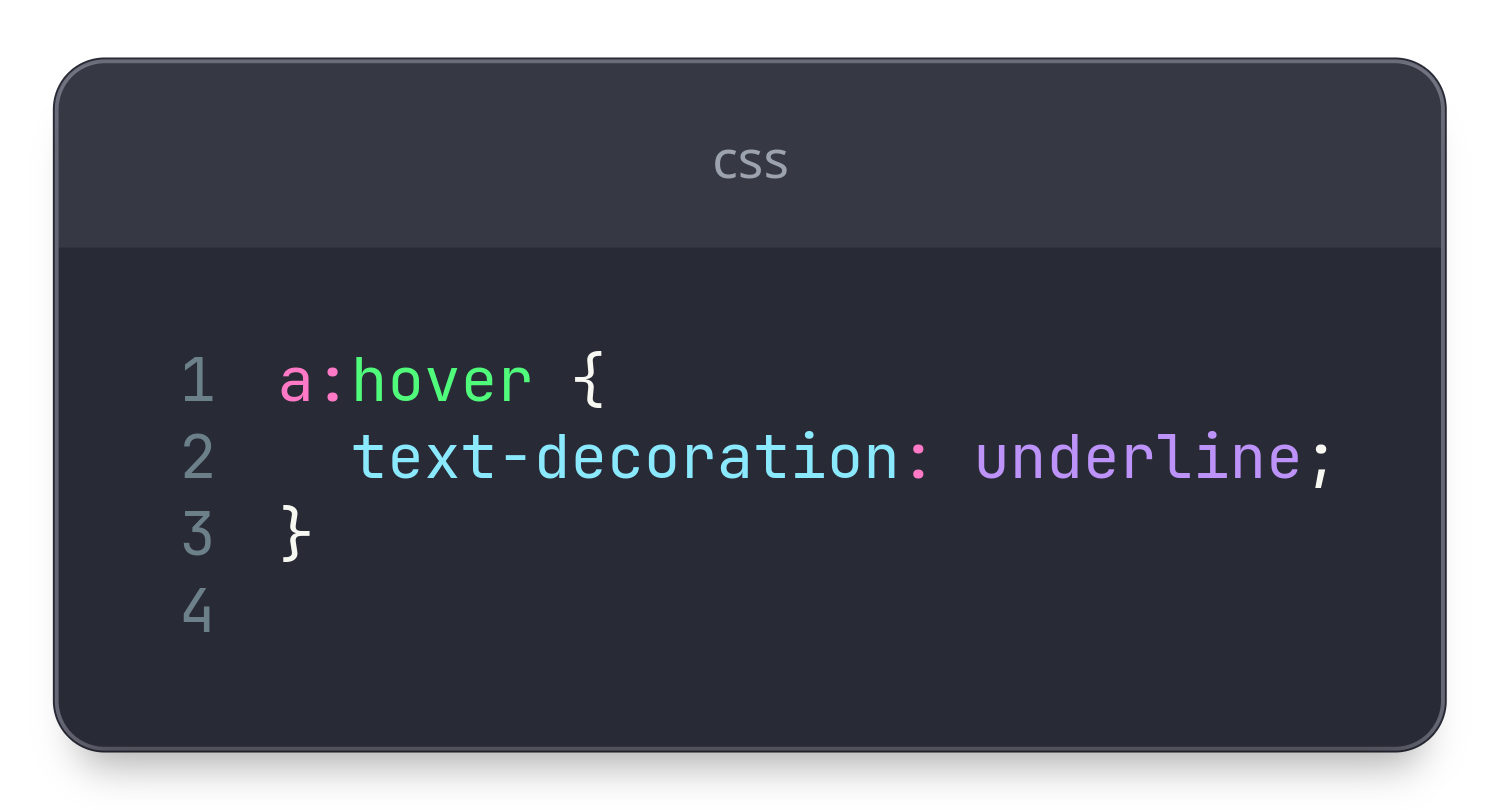 css
1 a:hover {
2   text-decoration: underline;
3 }
4